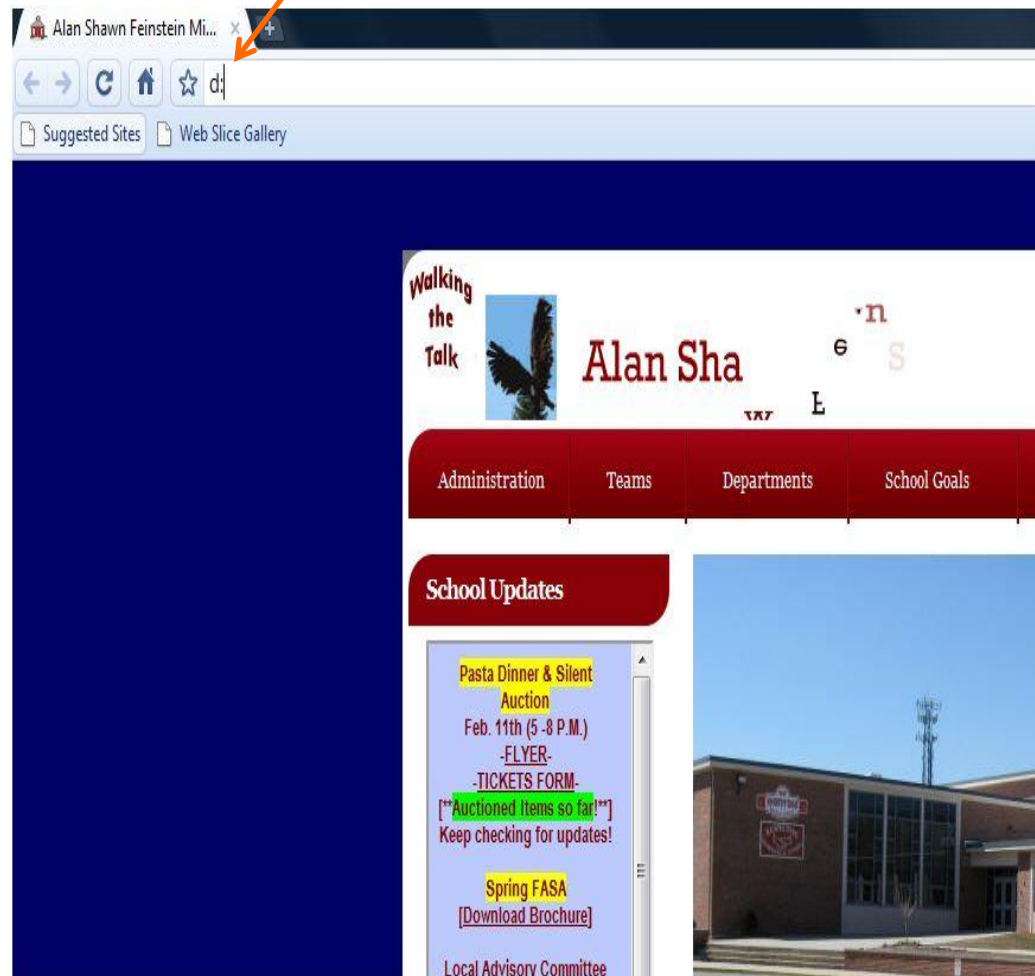 Alan Shawn Feinstein Mi...
d:
Suggested Sites
Web Slice Gallery
Walking
the
Talk
Alan Sha
w
n
S
Administration
Teams
Departments
School Goals
School Updates
Pasta Dinner & Silent
Auction
Feb. 11th (5 -8 P.M.)
-FLYER-
-TICKETS FORM-
[**Auctioned Items so far!**]
Keep checking for updates!
Spring FASA
[Download Brochure]
Local Advisory Committee